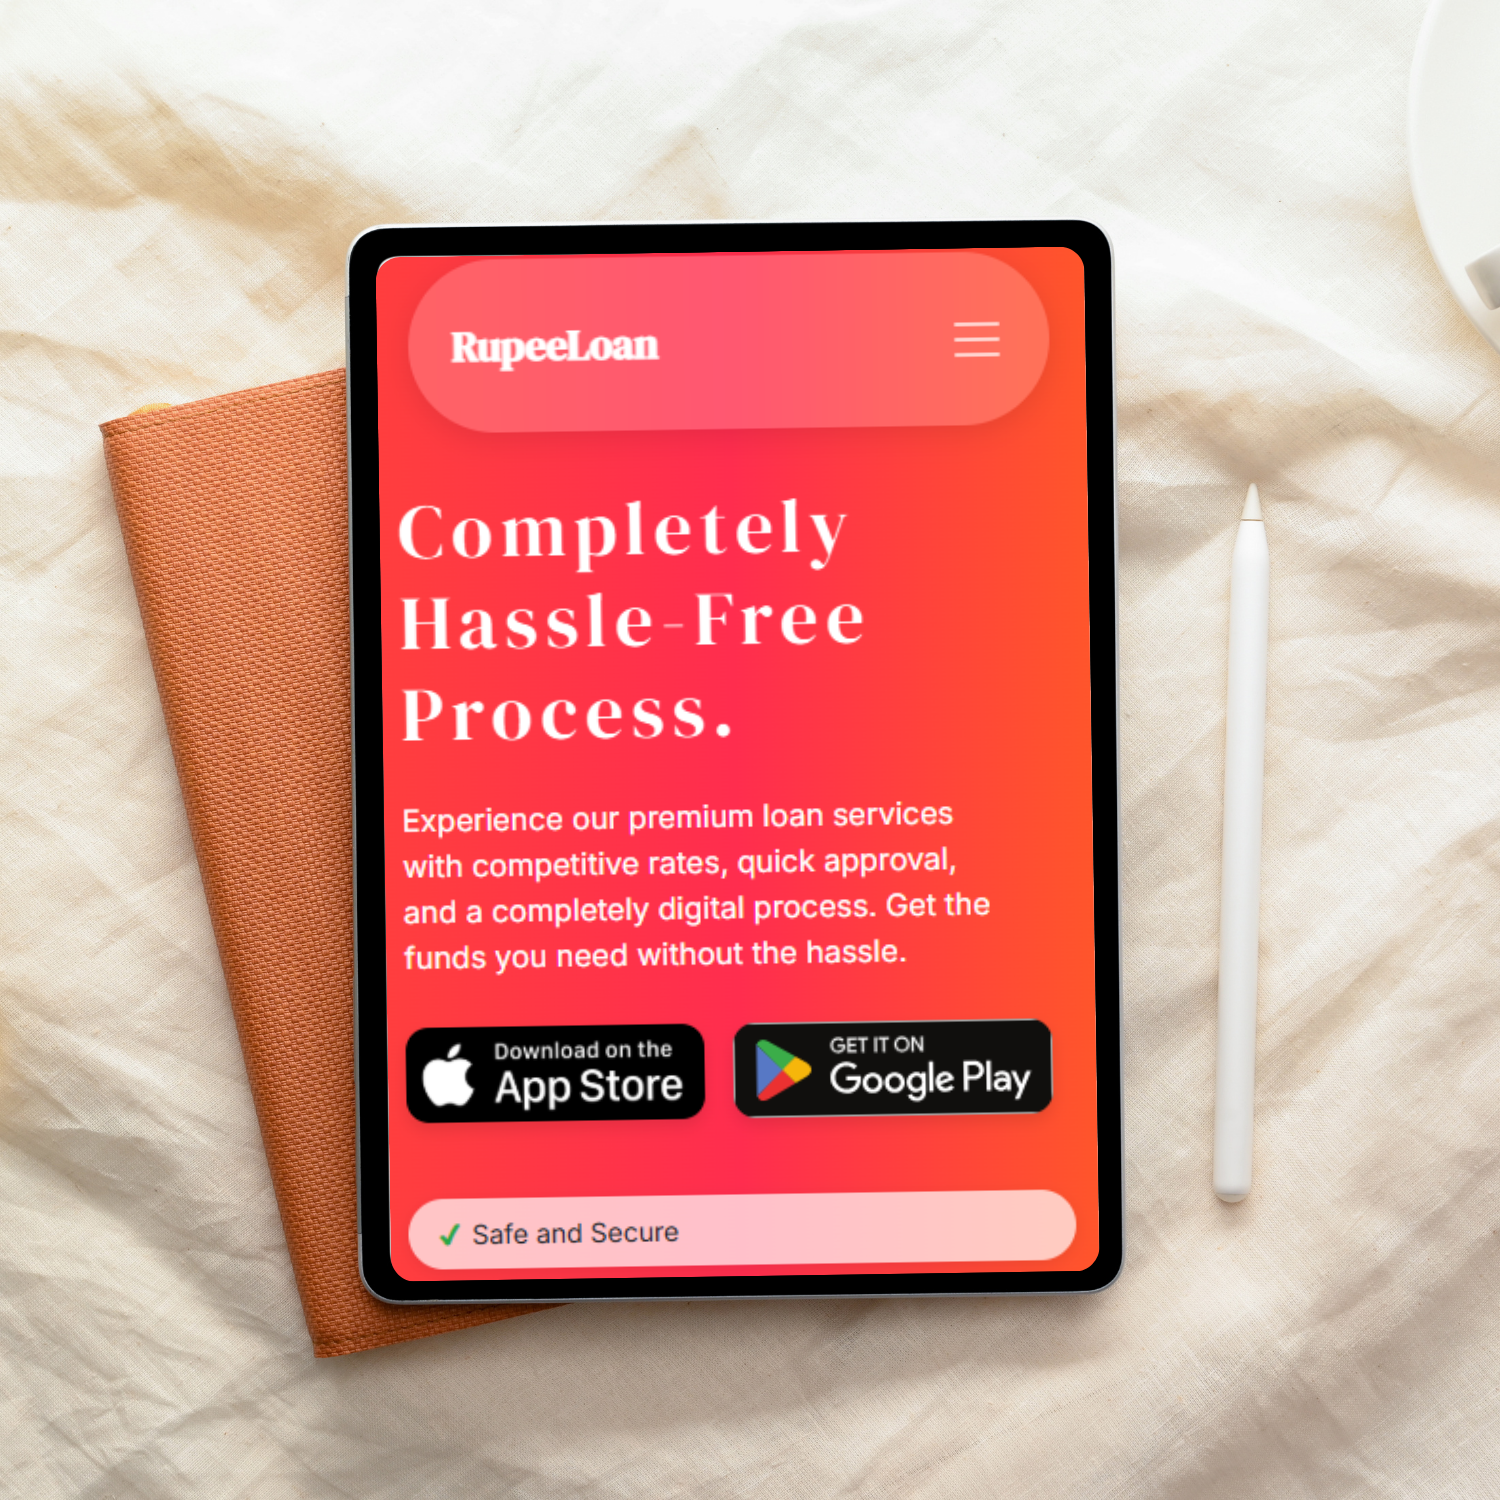 RupeeLoan
Completely
Hassle-Free
Process.
Experience our premium loan services
with competitive rates, quick approval,
and a completely digital process. Get the
funds you need without the hassle.
Download on the
App Store
GET IT ON
Google Play
✓ Safe and Secure